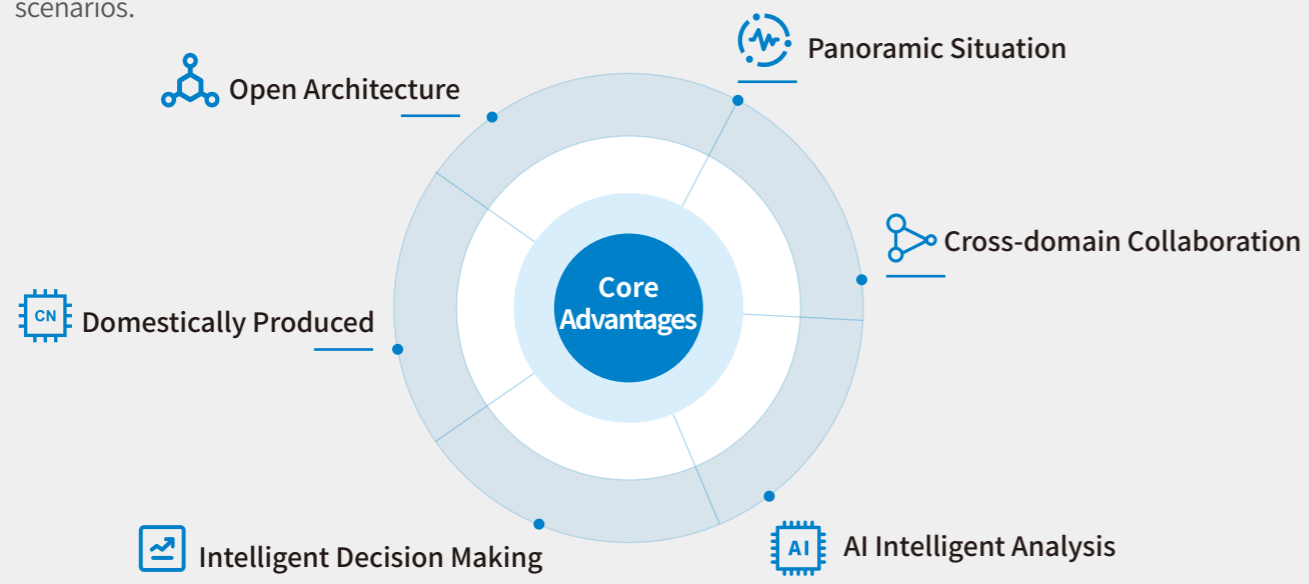 scenarios.
Panoramic Situation
Open Architecture
Cross-domain Collaboration
Core
Advantages
CN
Domestically Produced
AI
AI Intelligent Analysis
Intelligent Decision Making